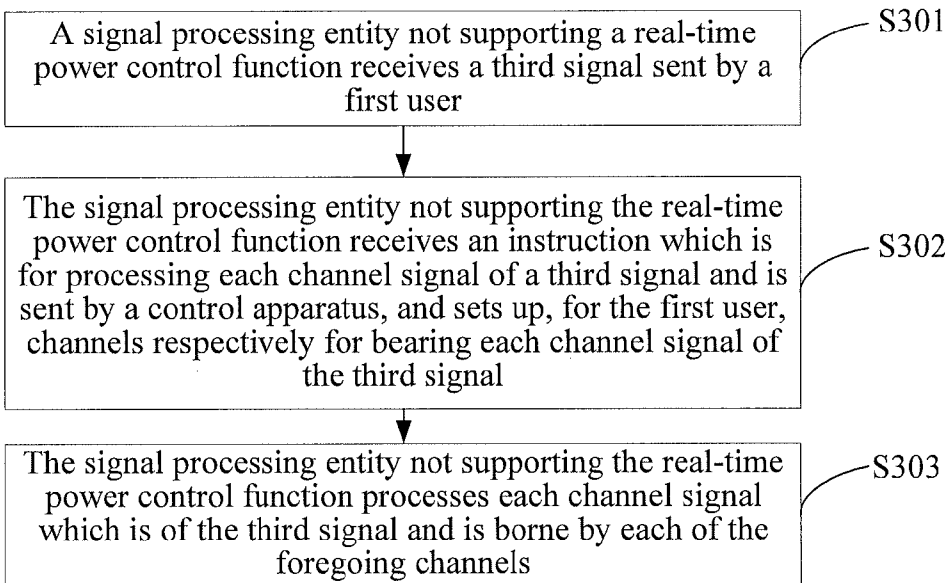 A signal processing entity not supporting a real-time
power control function receives a third signal sent by a
first user
S301
The signal processing entity not supporting the real-time
power control function receives an instruction which is
for processing each channel signal of a third signal and is
sent by a control apparatus, and sets up, for the first user,
channels respectively for bearing each channel signal of
the third signal
S302
The signal processing entity not supporting the real-time
power control function processes each channel signal
which is of the third signal and is borne by each of the
foregoing channels
S303